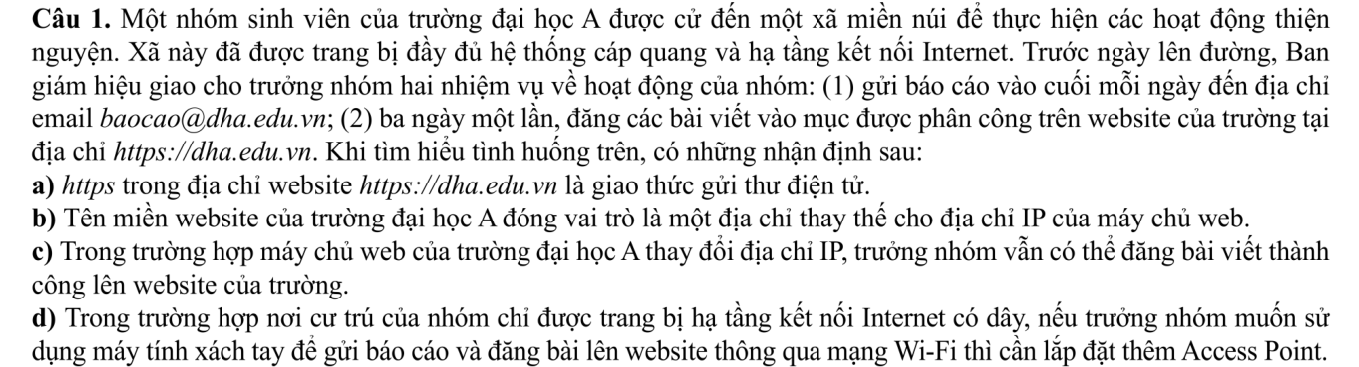 Câu 1. Một nhóm sinh viên của trường đại học A được cử đến một xã miền núi để thực hiện các hoạt động thiện
nguyện. Xã này đã được trang bị đầy đủ hệ thống cáp quang và hạ tầng kết nối Internet. Trước ngày lên đường, Ban
giám hiệu giao cho trưởng nhóm hai nhiệm vụ về hoạt động của nhóm: (1) gửi báo cáo vào cuối mỗi ngày đến địa chỉ
email baocao@dha.edu.vn; (2) ba ngày một lần, đăng các bài viết vào mục được phân công trên website của trường tại
địa chỉ https://dha.edu.vn. Khi tìm hiểu tình huống trên, có những nhận định sau:
a) https trong địa chỉ website https://dha.edu.vn là giao thức gửi thư điện tử.
b) Tên miền website của trường đại học A đóng vai trò là một địa chỉ thay thế cho địa chỉ IP của máy chủ web.
c) Trong trường hợp máy chủ web của trường đại học A thay đổi địa chỉ IP, trưởng nhóm vẫn có thể đăng bài viết thành
công lên website của trường.
d) Trong trường hợp nơi cư trú của nhóm chỉ được trang bị hạ tầng kết nối Internet có dây, nếu trưởng nhóm muốn sử
dụng máy tính xách tay để gửi báo cáo và đăng bài lên website thông qua mạng Wi-Fi thì cần lắp đặt thêm Access Point.